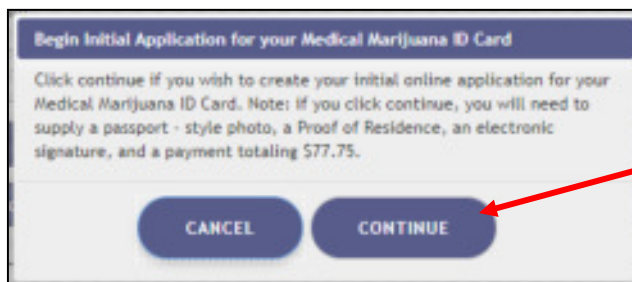 Begin Initial Application for your Medical Marijuana ID Card
Click continue if you wish to create your initial online application for your
Medical Marijuana ID Card. Note: if you click continue, you will need to
supply a passport - style photo, a Proof of Residence, an electronic
signature, and a payment totaling $77.75.
CANCEL CONTINUE